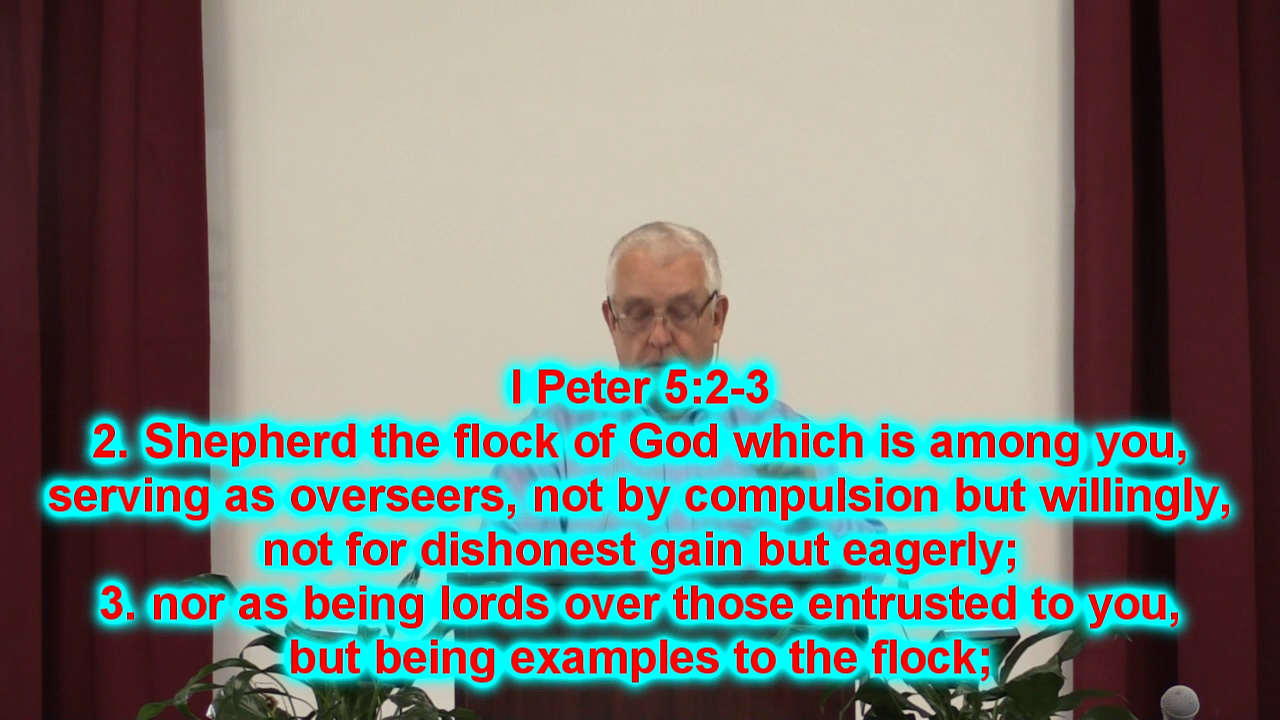 I Peter 5:2-3
2. Shepherd the flock of God which is among you,
serving as overseers, not by compulsion but willingly,
not for dishonest gain but eagerly;
3. nor as being lords over those entrusted to you,
but being examples to the flock;